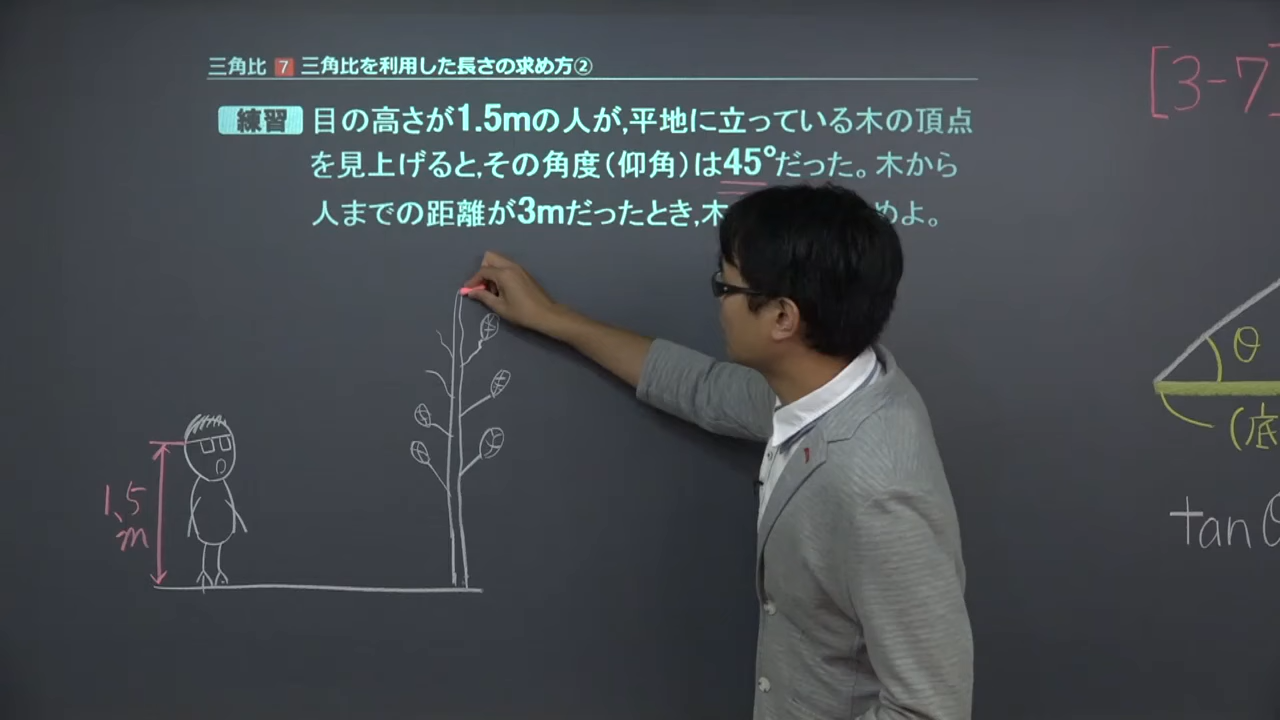 三角比 7 三角比を利用した長さの求め方②
[3-7]
練習 目の高さが1.5mの人が,平地に立っている木の頂点
を見上げると,その角度(仰角)は45°だった。木から
人までの距離が3mだったとき,木 めよ。
θ
(底
1.5
m
tanθ